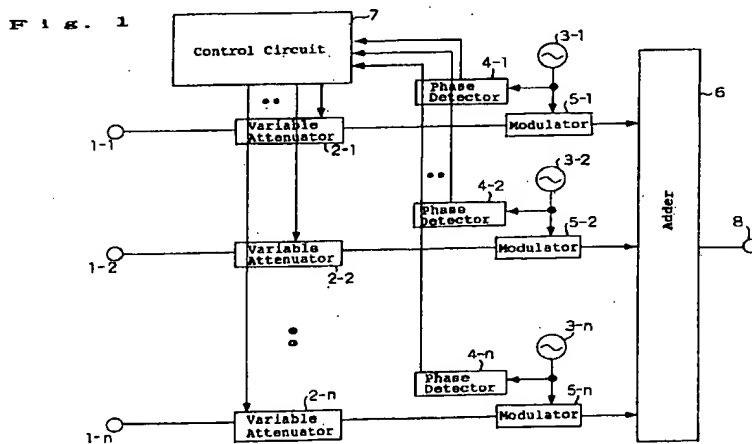 Fig. 1
7
Control Circuit
3-1
4-1
Phase
Detector
5-1
6
Variable
Attenuator
Modulator
1-1
2-1
3-2
4-2
Phase
Detector
5-2
Adder
8
Variable
Attenuator
Modulator
1-2
2-2
3-n
4-n
Phase
Detector
2-n
5-n
Variable
Attenuator
Modulator
1-n